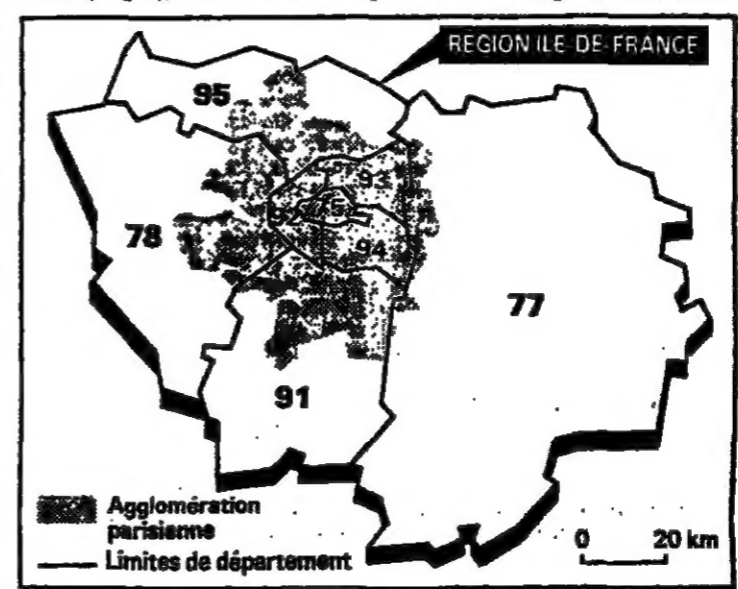 REGION ILE-DE-FRANCE
95
93
92
75
78
94
77
91
Agglomération
parisienne
Limites de département
0 20 km